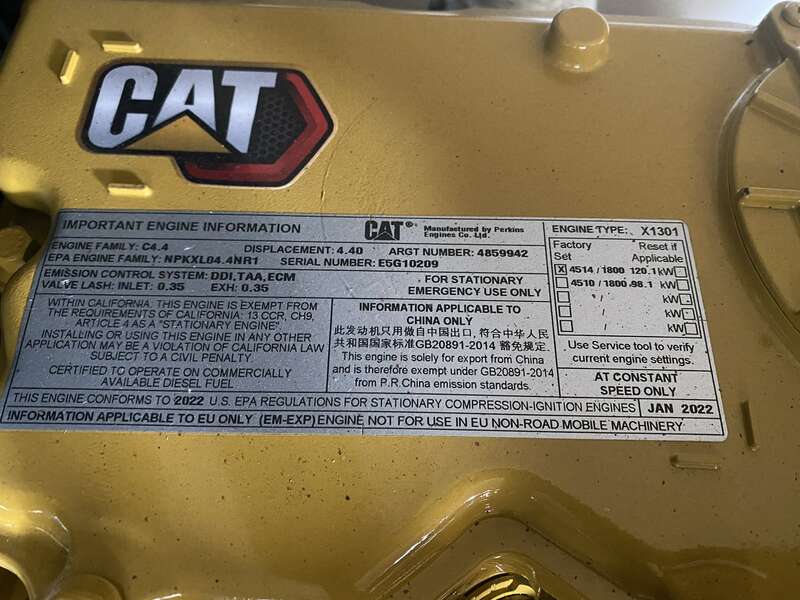 CAT
IMPORTANT ENGINE INFORMATION
CAT® Manufactured by Perkins
Engines Co. Ltd.
ENGINE TYPE: X1301
ENGINE FAMILY: C4.4 DISPLACEMENT: 4.40 ARGT NUMBER: 4859942
EPA ENGINE FAMILY: NPKXL04.4NR1 SERIAL NUMBER: E5G10209
EMISSION CONTROL SYSTEM: DDI,TAA,ECM
VALVE LASH: INLET: 0.35 EXH: 0.35
FOR STATIONARY
EMERGENCY USE ONLY
Factory Reset if
Set Applicable
X 4514 / 1800 120.1 kW
4510 / 1800 98.1 kW
/ kW
/ kW
/ kW
Use Service tool to verify
current engine settings.
AT CONSTANT
SPEED ONLY
WITHIN CALIFORNIA: THIS ENGINE IS EXEMPT FROM
THE REQUIREMENTS OF CALIFORNIA: 13 CCR, CH9,
ARTICLE 4 AS A "STATIONARY ENGINE".
INSTALLING OR USING THIS ENGINE IN ANY OTHER
APPLICATION MAY BE A VIOLATION OF CALIFORNIA LAW
SUBJECT TO A CIVIL PENALTY.
CERTIFIED TO OPERATE ON COMMERCIALLY
AVAILABLE DIESEL FUEL
INFORMATION APPLICABLE TO
CHINA ONLY
此发动机只用做自中国出口,符合中华人民
共和国国家标准GB20891-2014 豁免规定.
This engine is solely for export from China
and is therefore exempt under GB20891-2014
from P.R.China emission standards.
THIS ENGINE CONFORMS TO 2022 U.S. EPA REGULATIONS FOR STATIONARY COMPRESSION-IGNITION ENGINES JAN 2022
INFORMATION APPLICABLE TO EU ONLY (EM-EXP) ENGINE NOT FOR USE IN EU NON-ROAD MOBILE MACHINERY